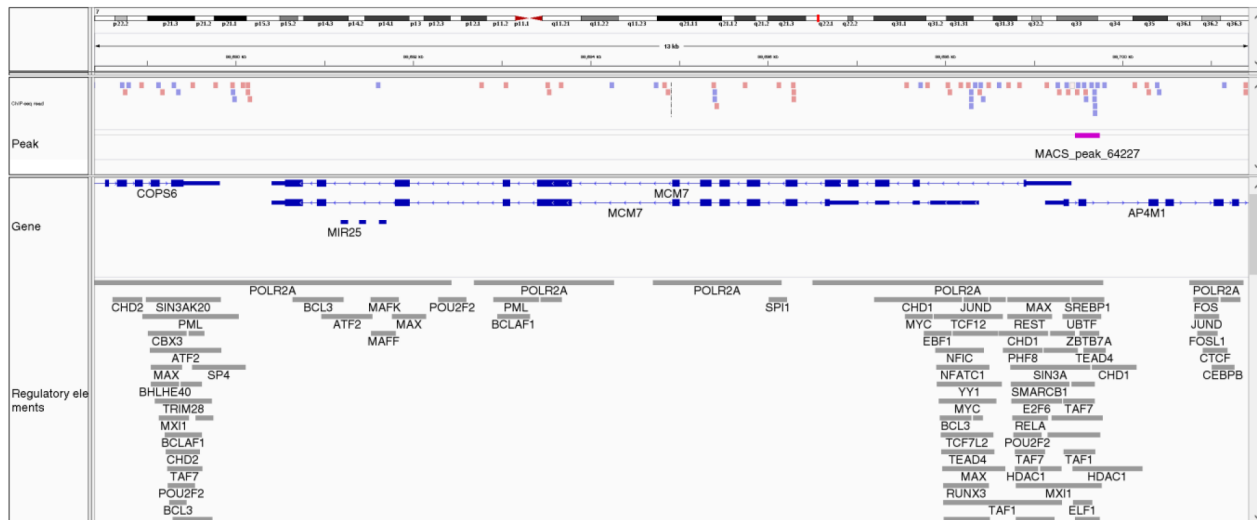 7
p22.2 p21.3 p21.2 p21.1 p15.3 p14.3 p14.2 p14.1 p13 p12.3 p12.1 p11.2 p11.1 q11.21 q11.22 q11.23 q21.11 q21.2 q21.3 q22.1 q22.2 q31.1 q31.2 q31.31 q31.33 q32.2 q33 q34 q35 q36.1 q36.3
13 kb
ChIP-seq read
Peak
MACS_peak_64227
COPS6
MCM7
MCM7
AP4M1
Gene
MIR25
POLR2A POLR2A POLR2A POLR2A POLR2A
CHD2 SIN3AK20 BCL3 MAFK POU2F2 PML SPI1 CHD1 JUND MAX SREBP1 FOS
PML ATF2 MAX BCLAF1 MYC TCF12 REST UBTF JUND
CBX3 MAFF EBF1 CHD1 ZBTB7A FOSL1
ATF2 NFIC PHF8 TEAD4 CTCF
MAX SP4 NFATC1 SIN3A CHD1 CEBPB
Regulatory ele
ments
BHLHE40 YY1 SMARCB1
TRIM28 MYC E2F6 TAF7
MXI1 BCL3 RELA
BCLAF1 TCF7L2 POU2F2
CHD2 TEAD4 TAF7 TAF1
TAF7 MAX HDAC1 HDAC1
POU2F2 RUNX3 MXI1
BCL3 TAF1 ELF1